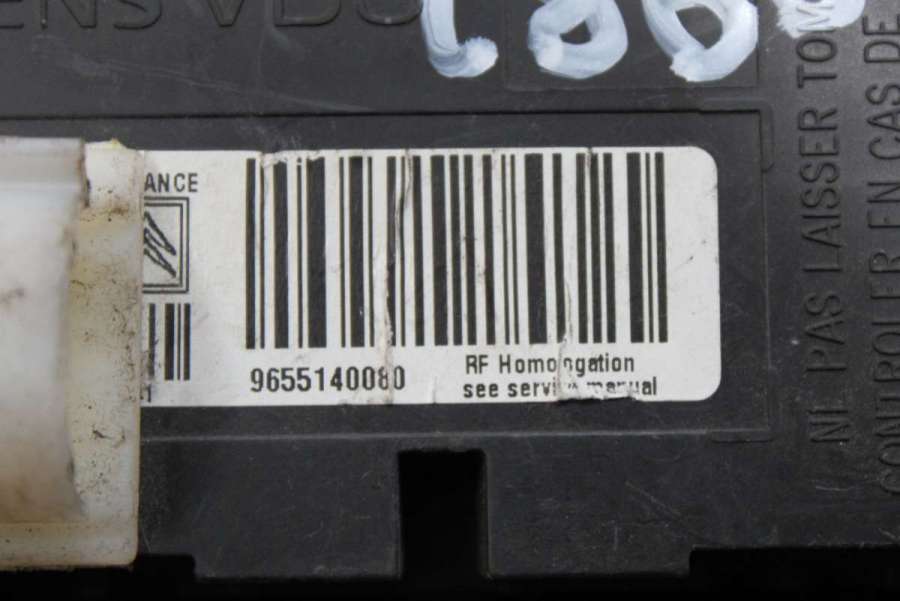 ENS VDO
ANCE
9655140080
RF Homologation
see service manual
NE PAS LAISSER TOM
CONTROLER EN CAS DE